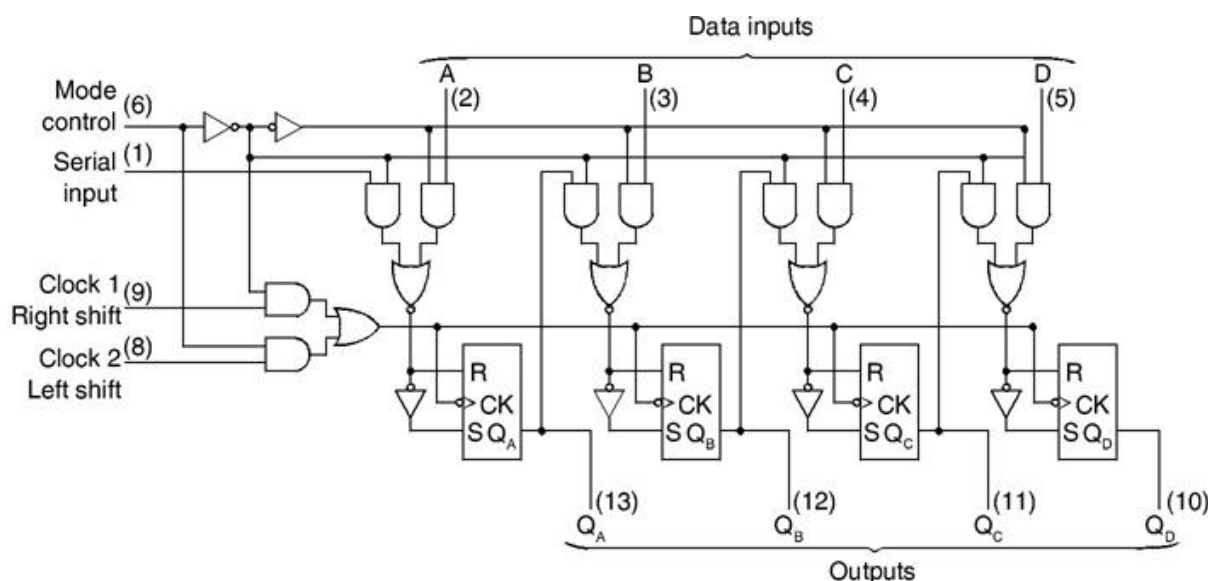 Data inputs
A B C D
(2) (3) (4) (5)
Mode control (6)
Serial input (1)
Clock 1 Right shift (9)
Clock 2 Left shift (8)
R R R R
CK CK CK CK
S Q_A S Q_B S Q_C S Q_D
(13) (12) (11) (10)
Q_A Q_B Q_C Q_D
Outputs